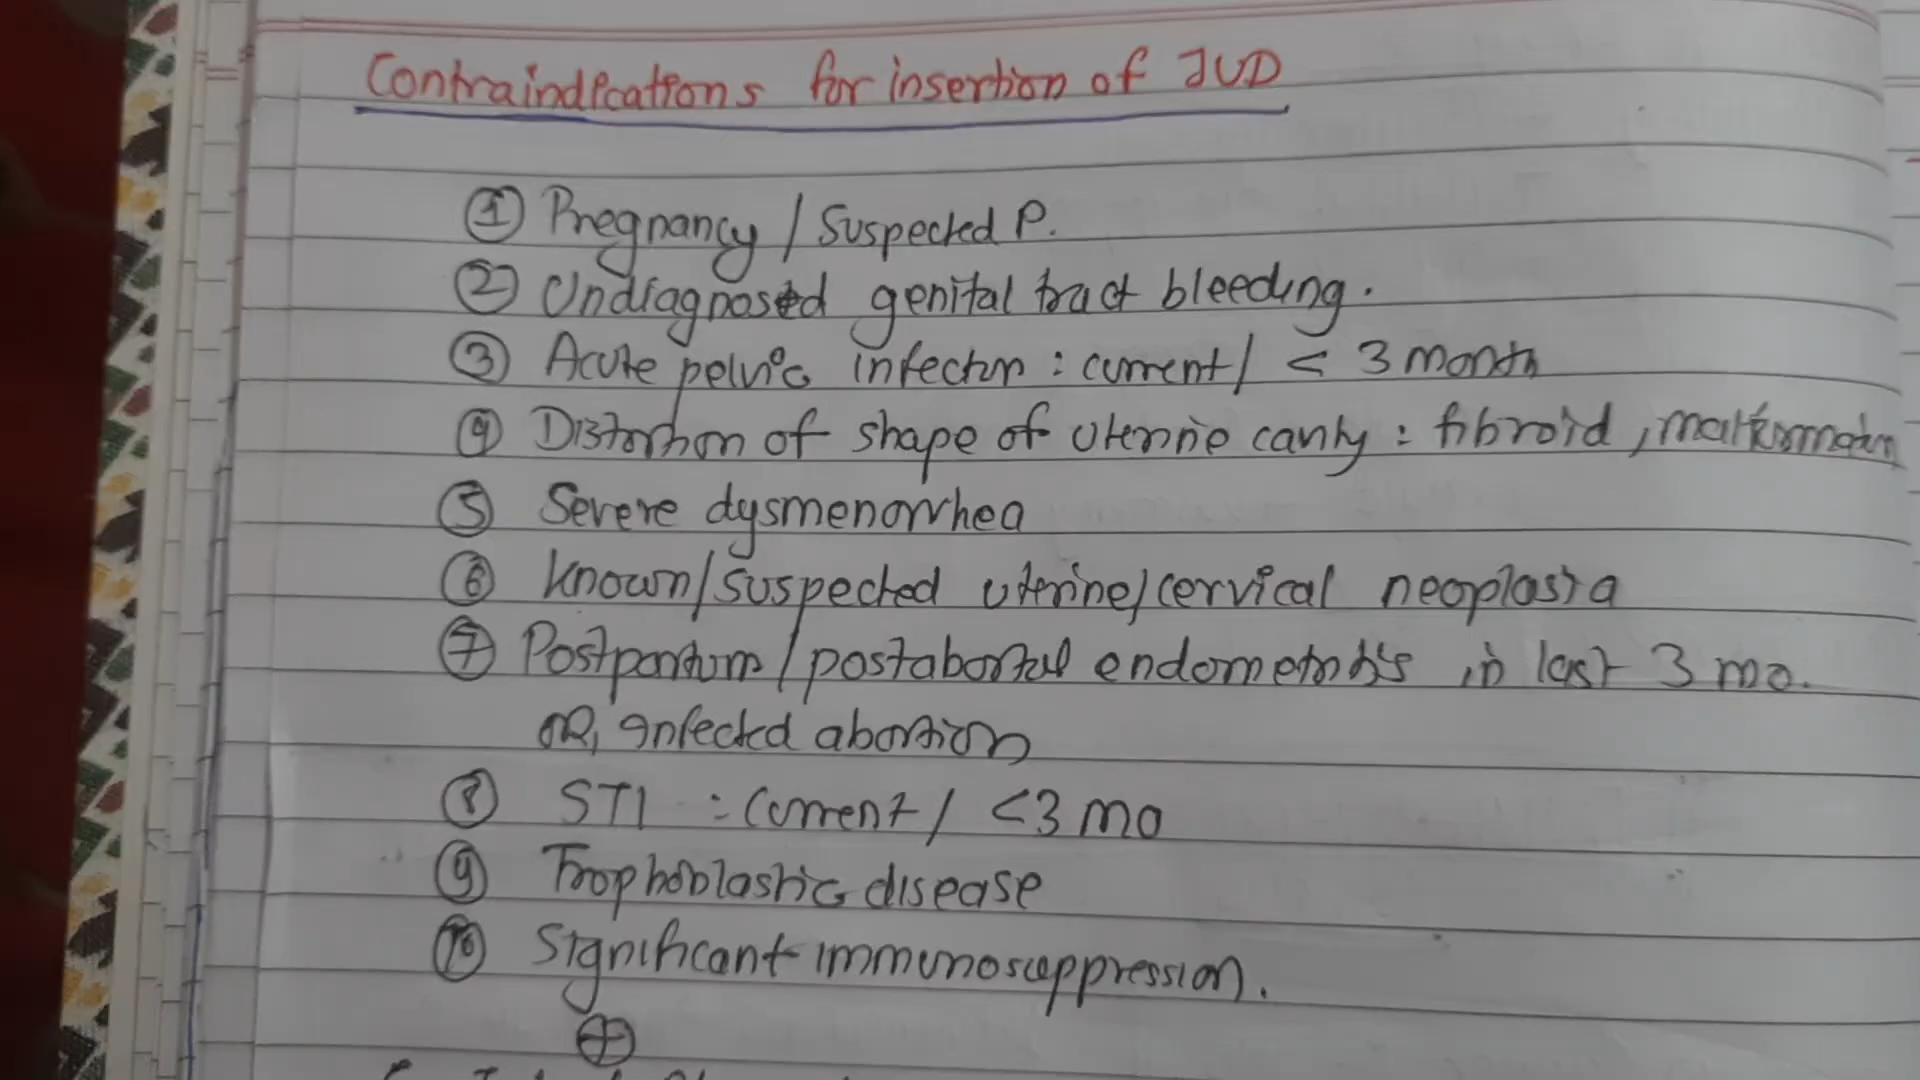 Contraindications for insertion of IUD
① Pregnancy / Suspected P.
② Undiagnosed genital tract bleeding.
③ Acute pelvic infection : current / < 3 month
④ Distortion of shape of uterine cavity : fibroid, malformation
⑤ Severe dysmenorrhea
⑥ Known/suspected uterine/cervical neoplasia
⑦ Postpartum / postabortal endometritis in last 3 mo.
OR, infected abortion
⑧ STI : Current / <3 mo
⑨ Trophoblastic disease
⑩ Significant immunosuppression.
⊕